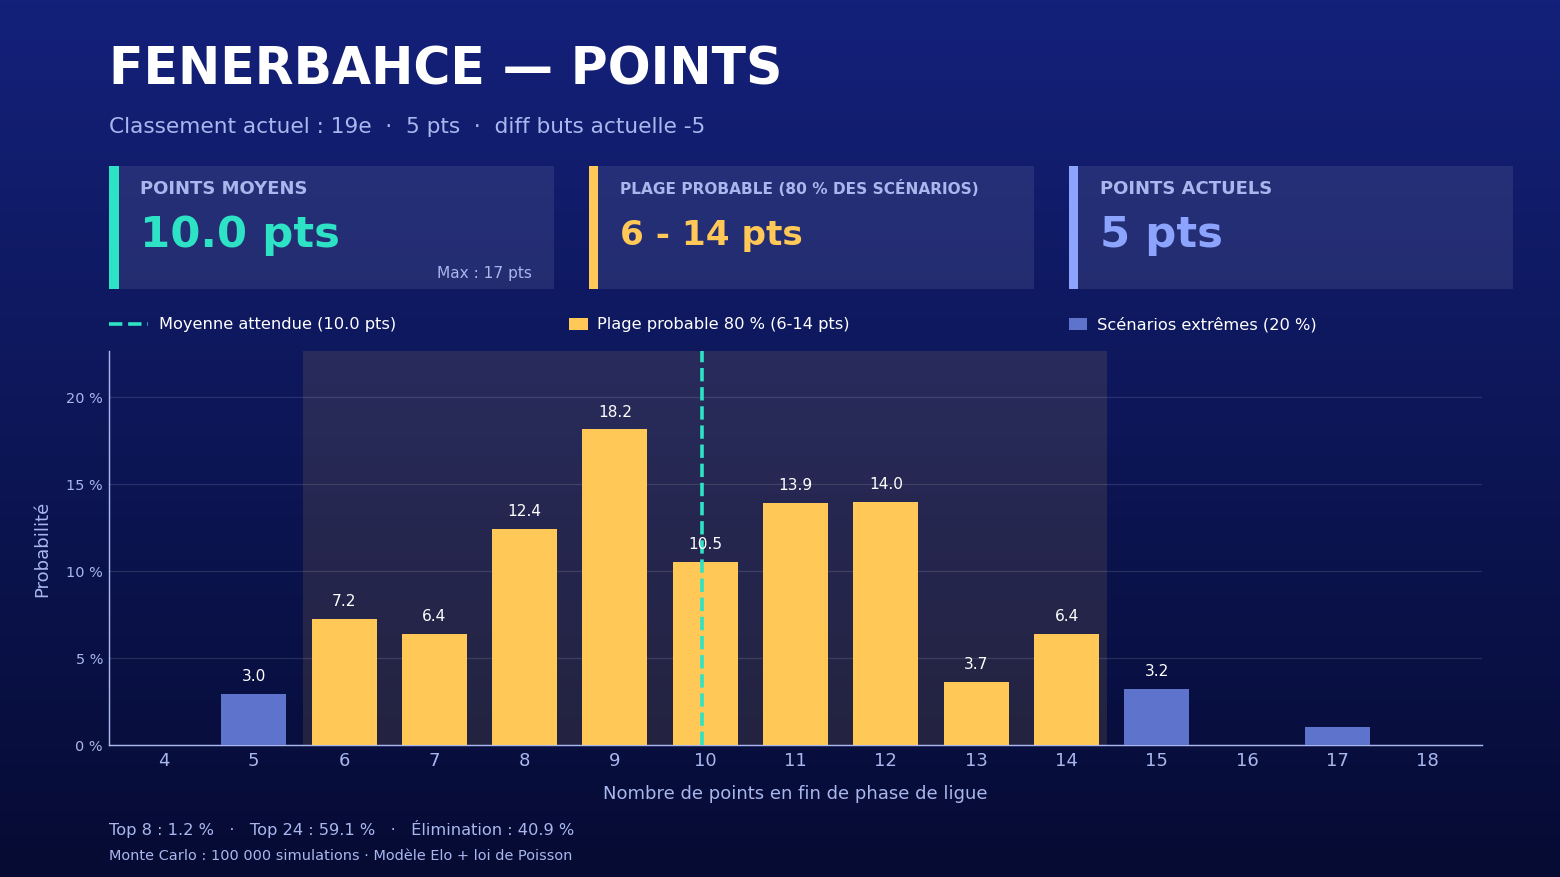 FENERBAHCE — POINTS
Classement actuel : 19e · 5 pts · diff buts actuelle -5
POINTS MOYENS
10.0 pts
Max : 17 pts
PLAGE PROBABLE (80 % DES SCÉNARIOS)
6 - 14 pts
POINTS ACTUELS
5 pts
Moyenne attendue (10.0 pts)
Plage probable 80 % (6-14 pts)
Scénarios extrêmes (20 %)
Probabilité
20 %
15 %
10 %
5 %
0 %
3.0
7.2
6.4
12.4
18.2
10.5
13.9
14.0
3.7
6.4
3.2
4 5 6 7 8 9 10 11 12 13 14 15 16 17 18
Nombre de points en fin de phase de ligue
Top 8 : 1.2 % · Top 24 : 59.1 % · Élimination : 40.9 %
Monte Carlo : 100 000 simulations · Modèle Elo + loi de Poisson